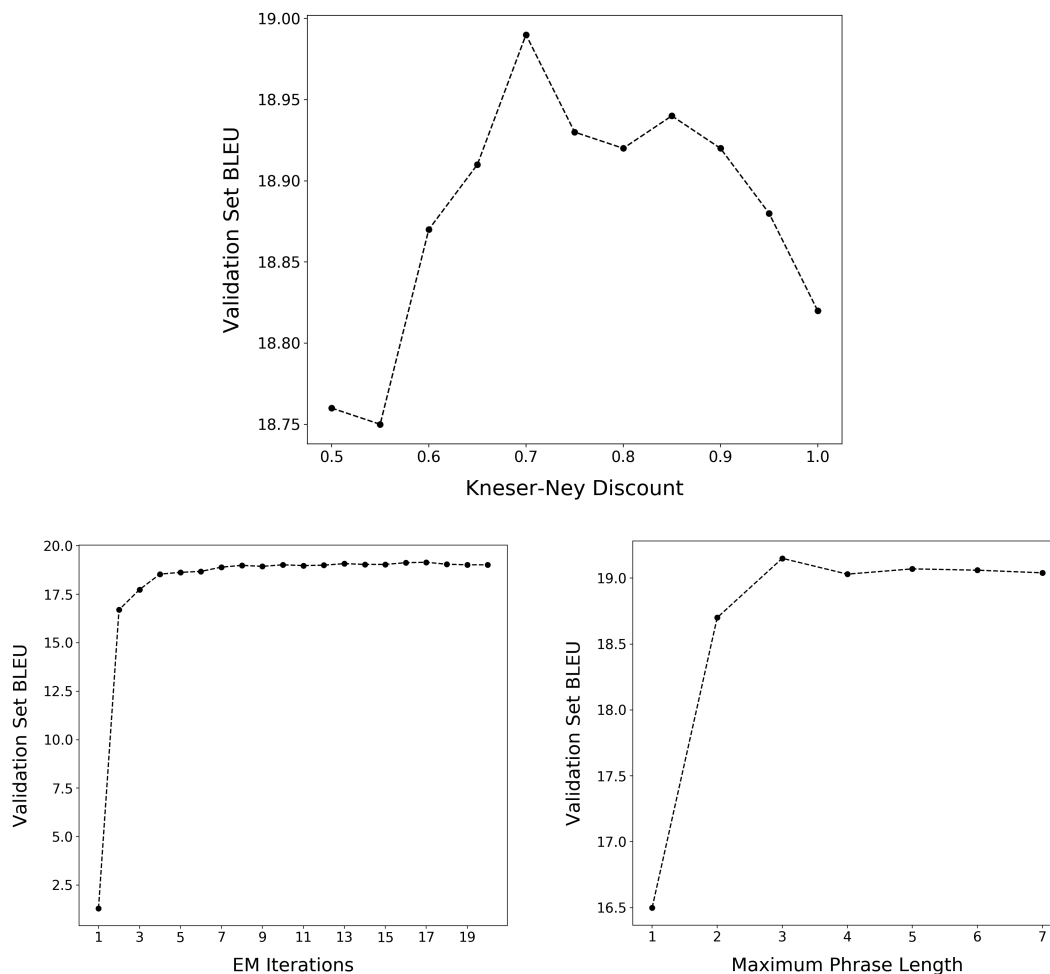 19.00
18.95
18.90
18.85
18.80
18.75
Validation Set BLEU
0.5 0.6 0.7 0.8 0.9 1.0
Kneser-Ney Discount
20.0
17.5
15.0
12.5
10.0
7.5
5.0
2.5
Validation Set BLEU
1 3 5 7 9 11 13 15 17 19
EM Iterations
19.0
18.5
18.0
17.5
17.0
16.5
Validation Set BLEU
1 2 3 4 5 6 7
Maximum Phrase Length